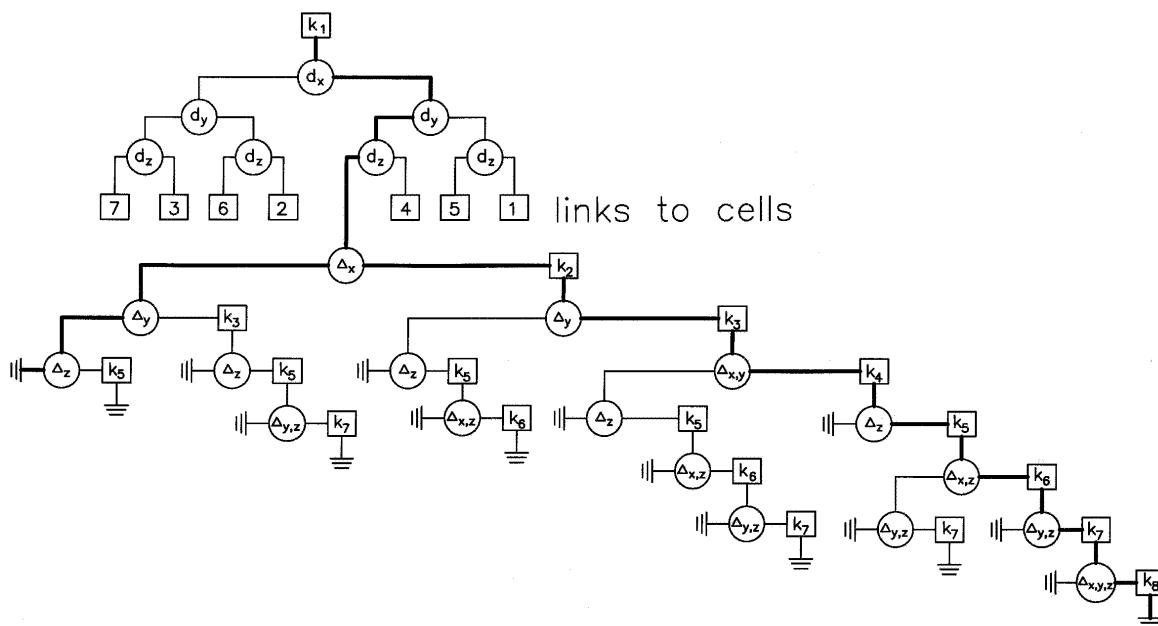 k1
dx
dy dy
dz dz dz dz
7 3 6 2 4 5 1 links to cells
Δx k2
Δy k3 Δy k3
Δz k5 Δz k5 Δz k5 Δx,y k4
Δy,z k7 Δx,z k6 Δz k5 Δz k5
Δx,z k6 Δx,z k6
Δy,z k7 Δy,z k7 Δy,z k7
Δx,y,z k8